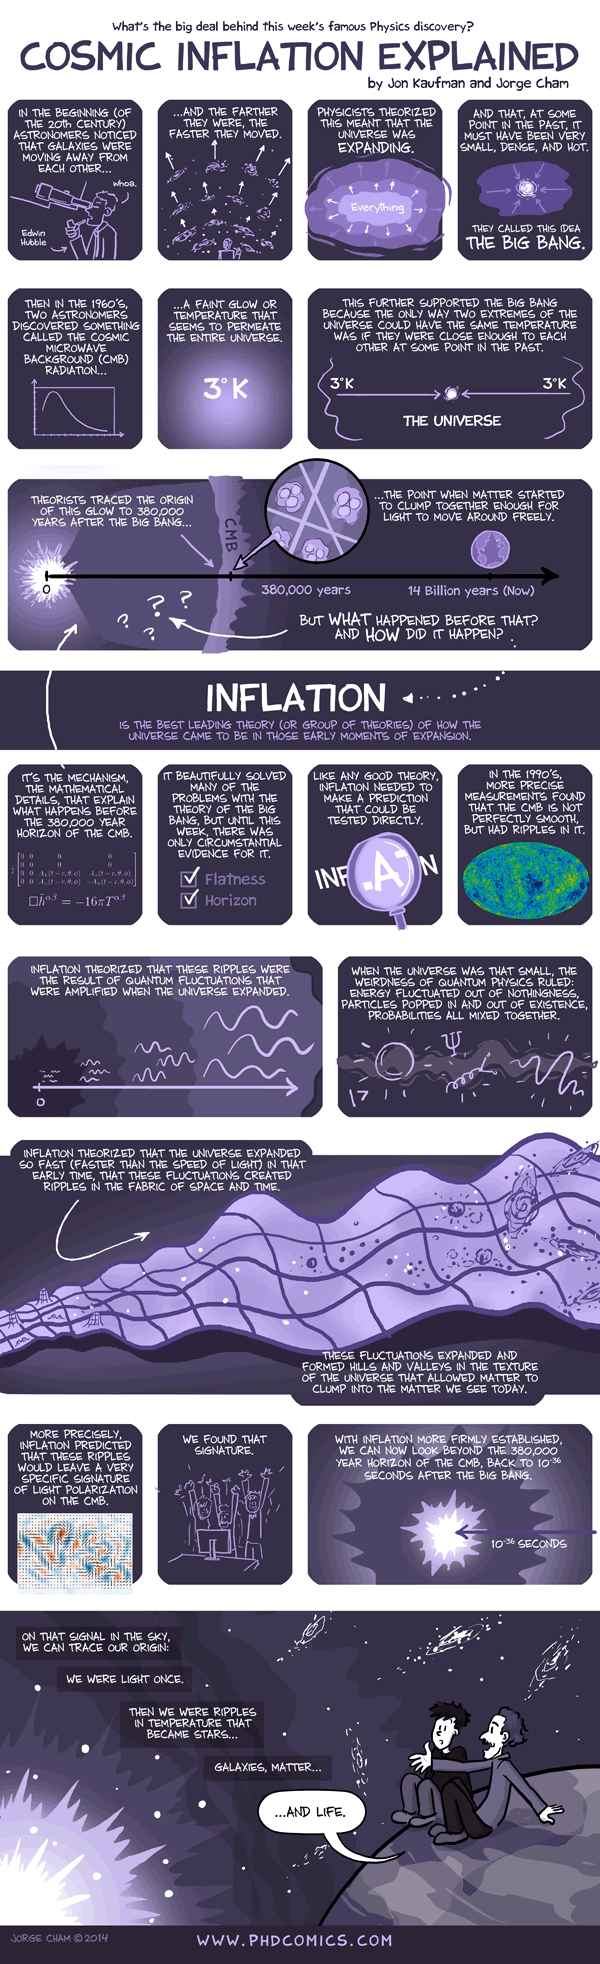 What's the big deal behind this week's famous Physics discovery?
COSMIC INFLATION EXPLAINED
by Jon Kaufman and Jorge Cham
IN THE BEGINNING (OF
THE 20th CENTURY)
ASTRONOMERS NOTICED
THAT GALAXIES WERE
MOVING AWAY FROM
EACH OTHER...
whoa.
Edwin
Hubble
...AND THE FARTHER
THEY WERE, THE
FASTER THEY MOVED.
PHYSICISTS THEORIZED
THIS MEANT THAT THE
UNIVERSE WAS
EXPANDING.
Everything
AND THAT, AT SOME
POINT IN THE PAST, IT
MUST HAVE BEEN VERY
SMALL, DENSE, AND HOT.
THEY CALLED THIS IDEA
THE BIG BANG.
THEN IN THE 1960'S,
TWO ASTRONOMERS
DISCOVERED SOMETHING
CALLED THE COSMIC
MICROWAVE
BACKGROUND (CMB)
RADIATION...
...A FAINT GLOW OR
TEMPERATURE THAT
SEEMS TO PERMEATE
THE ENTIRE UNIVERSE.
3°K
THIS FURTHER SUPPORTED THE BIG BANG
BECAUSE THE ONLY WAY TWO EXTREMES OF THE
UNIVERSE COULD HAVE THE SAME TEMPERATURE
WAS IF THEY WERE CLOSE ENOUGH TO EACH
OTHER AT SOME POINT IN THE PAST.
3°K
3°K
THE UNIVERSE
THEORISTS TRACED THE ORIGIN
OF THIS GLOW TO 380,000
YEARS AFTER THE BIG BANG...
CMB
...THE POINT WHEN MATTER STARTED
TO CLUMP TOGETHER ENOUGH FOR
LIGHT TO MOVE AROUND FREELY.
0
380,000 years
14 Billion years (Now)
? ? ? ?
BUT WHAT HAPPENED BEFORE THAT?
AND HOW DID IT HAPPEN?
INFLATION
IS THE BEST LEADING THEORY (OR GROUP OF THEORIES) OF HOW THE
UNIVERSE CAME TO BE IN THOSE EARLY MOMENTS OF EXPANSION.
IT'S THE MECHANISM,
THE MATHEMATICAL
DETAILS, THAT EXPLAIN
WHAT HAPPENS BEFORE
THE 380,000 YEAR
HORIZON OF THE CMB.
□h̄^αβ = −16πT^αβ
IT BEAUTIFULLY SOLVED
MANY OF THE
PROBLEMS WITH THE
THEORY OF THE BIG
BANG, BUT UNTIL THIS
WEEK, THERE WAS
ONLY CIRCUMSTANTIAL
EVIDENCE FOR IT.
Flatness
Horizon
LIKE ANY GOOD THEORY,
INFLATION NEEDED TO
MAKE A PREDICTION
THAT COULD BE
TESTED DIRECTLY.
INF .A N
IN THE 1990'S,
MORE PRECISE
MEASUREMENTS FOUND
THAT THE CMB IS NOT
PERFECTLY SMOOTH,
BUT HAD RIPPLES IN IT.
INFLATION THEORIZED THAT THESE RIPPLES WERE
THE RESULT OF QUANTUM FLUCTUATIONS THAT
WERE AMPLIFIED WHEN THE UNIVERSE EXPANDED.
0
WHEN THE UNIVERSE WAS THAT SMALL, THE
WEIRDNESS OF QUANTUM PHYSICS RULED:
ENERGY FLUCTUATED OUT OF NOTHINGNESS,
PARTICLES POPPED IN AND OUT OF EXISTENCE,
PROBABILITIES ALL MIXED TOGETHER.
Ψ
INFLATION THEORIZED THAT THE UNIVERSE EXPANDED
SO FAST (FASTER THAN THE SPEED OF LIGHT) IN THAT
EARLY TIME, THAT THESE FLUCTUATIONS CREATED
RIPPLES IN THE FABRIC OF SPACE AND TIME.
THESE FLUCTUATIONS EXPANDED AND
FORMED HILLS AND VALLEYS IN THE TEXTURE
OF THE UNIVERSE THAT ALLOWED MATTER TO
CLUMP INTO THE MATTER WE SEE TODAY.
MORE PRECISELY,
INFLATION PREDICTED
THAT THESE RIPPLES
WOULD LEAVE A VERY
SPECIFIC SIGNATURE
OF LIGHT POLARIZATION
ON THE CMB.
WE FOUND THAT
SIGNATURE.
WITH INFLATION MORE FIRMLY ESTABLISHED,
WE CAN NOW LOOK BEYOND THE 380,000
YEAR HORIZON OF THE CMB, BACK TO 10⁻³⁶
SECONDS AFTER THE BIG BANG.
10⁻³⁶ SECONDS
ON THAT SIGNAL IN THE SKY,
WE CAN TRACE OUR ORIGIN:
WE WERE LIGHT ONCE.
THEN WE WERE RIPPLES
IN TEMPERATURE THAT
BECAME STARS...
GALAXIES, MATTER...
...AND LIFE.
JORGE CHAM © 2014
WWW.PHDCOMICS.COM